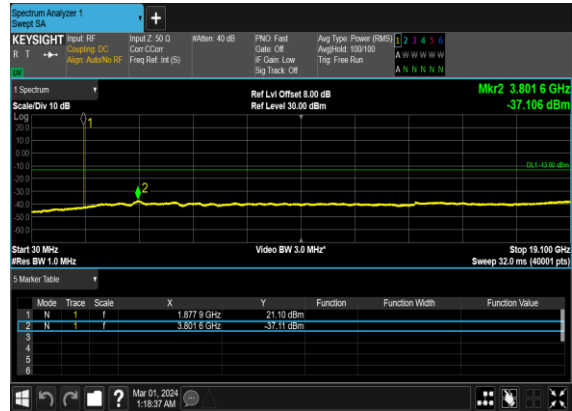 Spectrum Analyzer 1
Swept SA
+
KEYSIGHT Input: RF Input Z: 50 Ω #Atten: 40 dB PNO: Fast Avg Type: Power (RMS) 1 2 3 4 5 6
R T Coupling: DC Corr CCorr Gate: Off Avg|Hold: 100/100 A W W W W W
Align: Auto/No RF Freq Ref: Int (S) IF Gain: Low Trig: Free Run
Sig Track: Off A N N N N N
1 Spectrum Ref Lvl Offset 8.00 dB Mkr2 3.801 6 GHz
Scale/Div 10 dB Ref Level 30.00 dBm -37.106 dBm
Log
1
20.0
10.0
0.00
-10.0
DL1 -13.00 dBm
-20.0
-30.0
2
-40.0
-50.0
-60.0
Start 30 MHz Video BW 3.0 MHz* Stop 19.100 GHz
#Res BW 1.0 MHz Sweep 32.0 ms (40001 pts)
5 Marker Table
Mode Trace Scale X Y Function Function Width Function Value
1 N 1 f 1.877 9 GHz 21.10 dBm
2 N 1 f 3.801 6 GHz -37.11 dBm
3
4
5
6
? Mar 01, 2024
1:18:37 AM